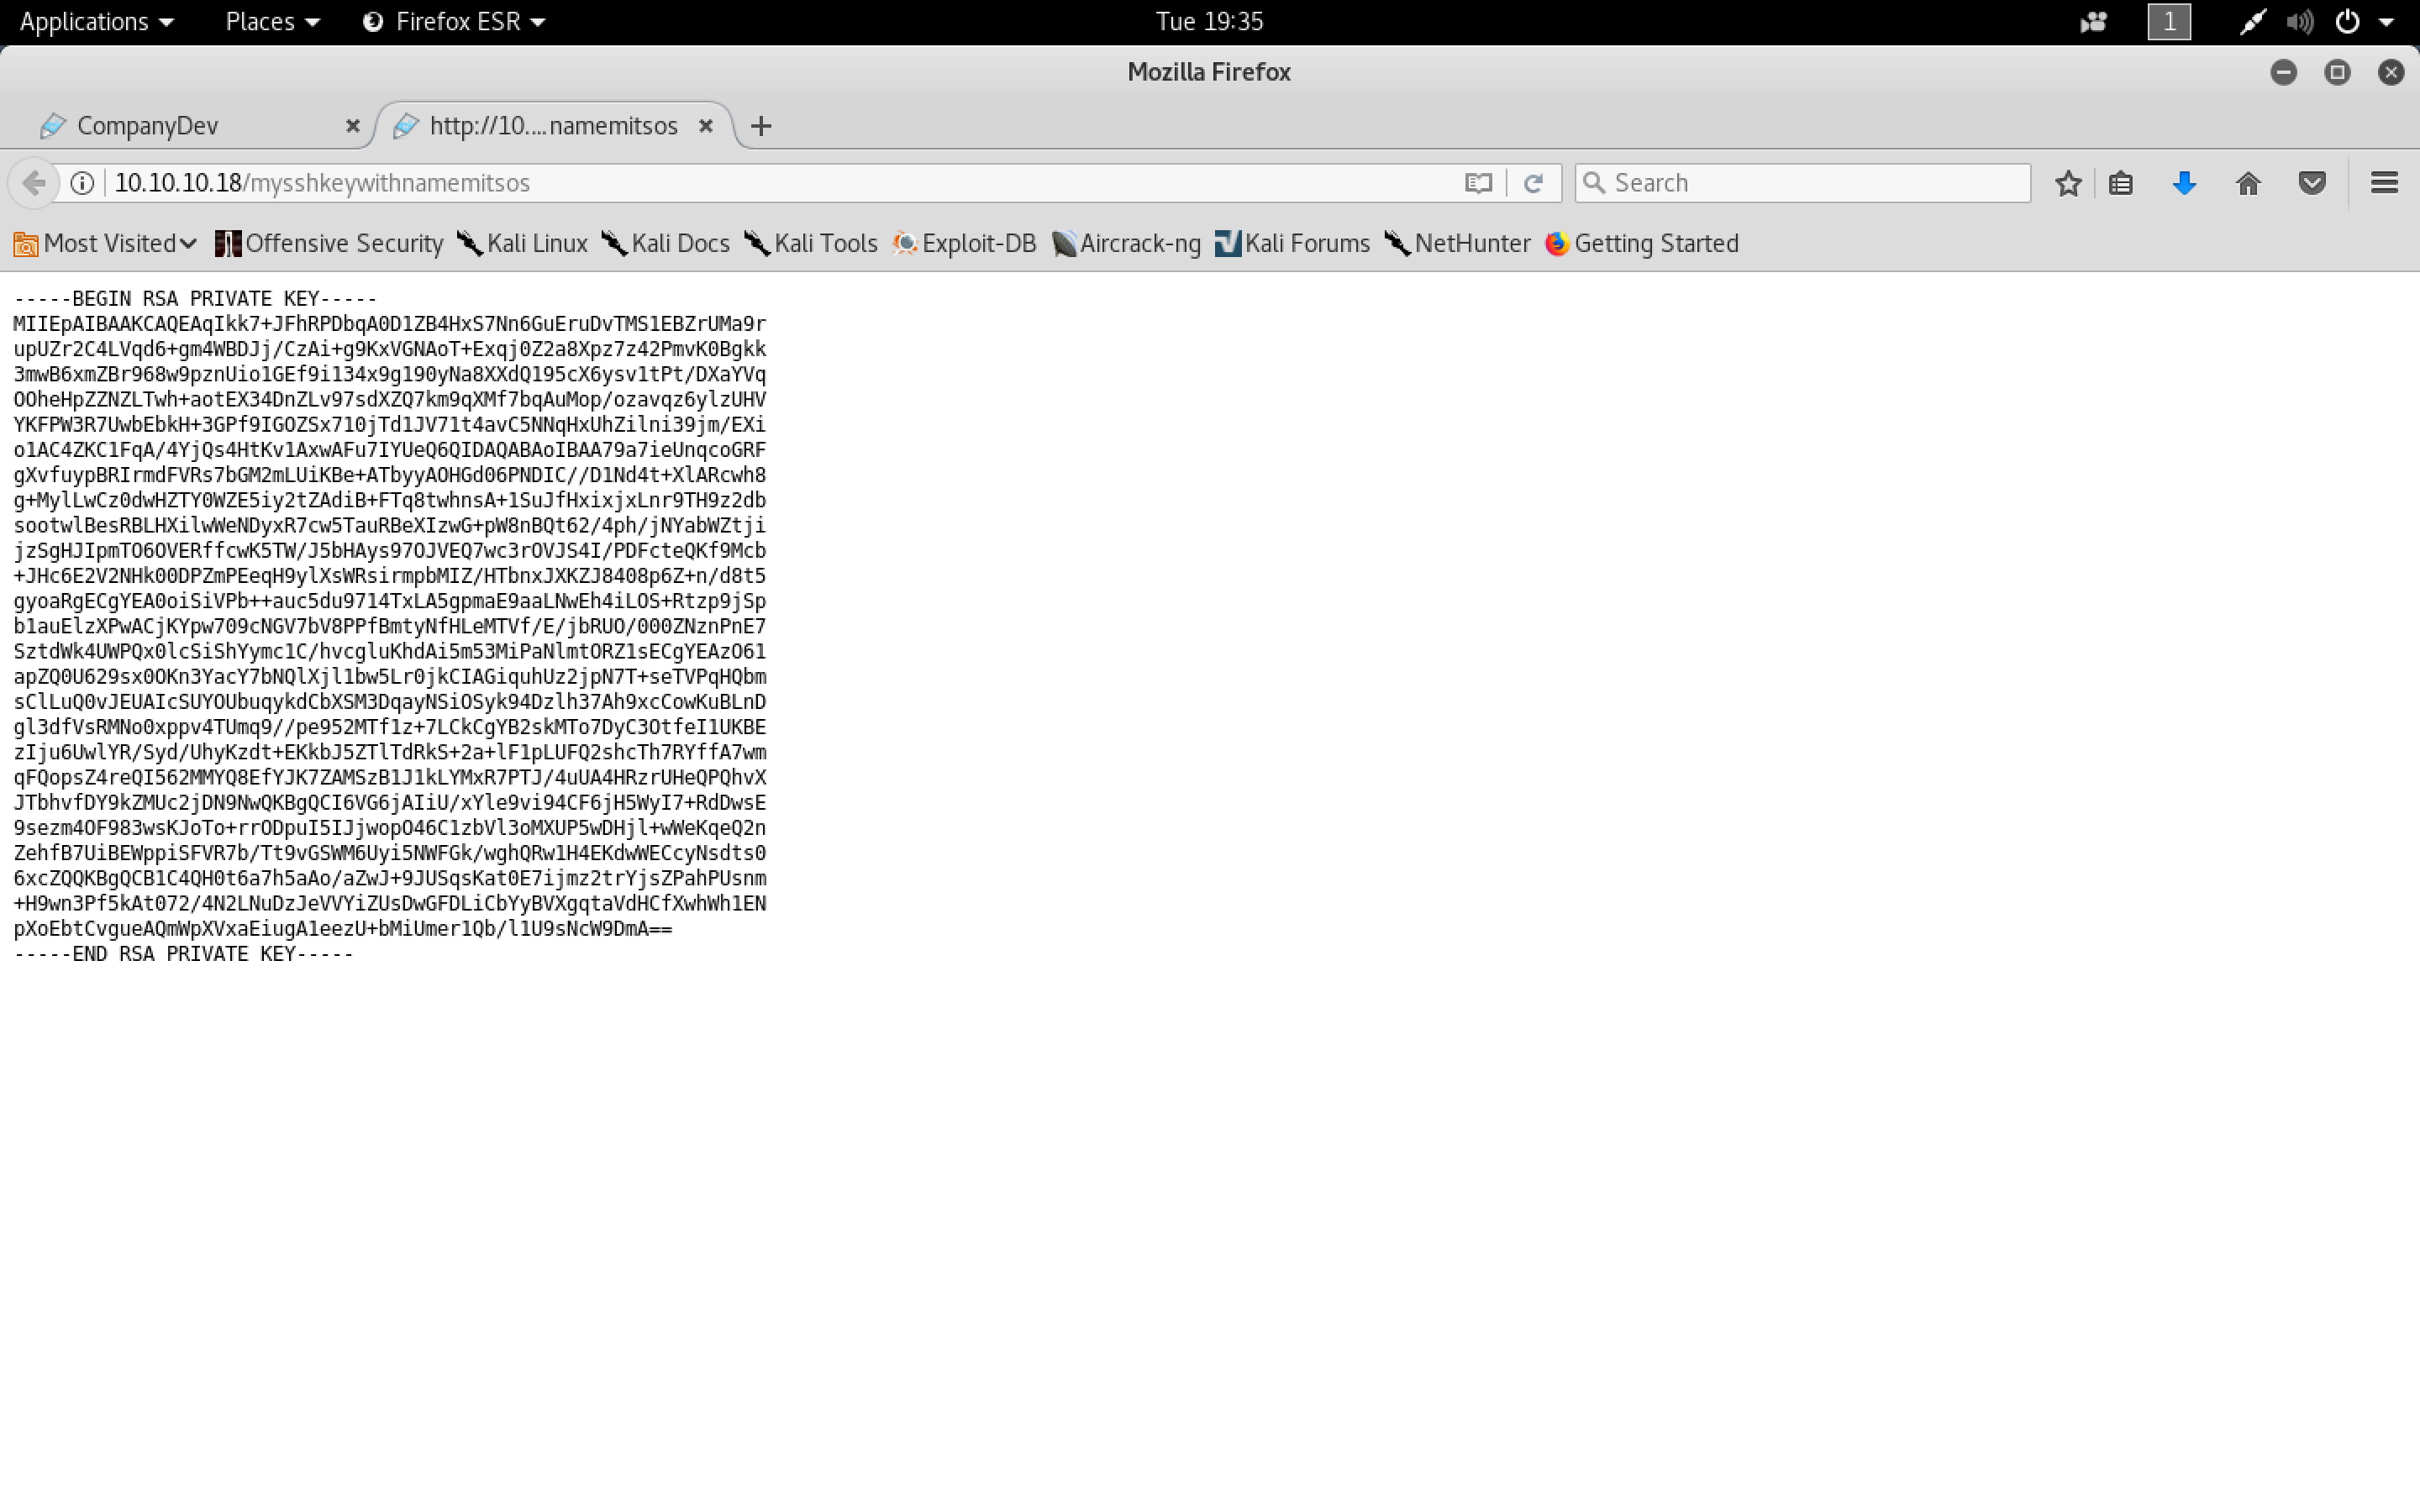 Applications Places Firefox ESR Tue 19:35 1
Mozilla Firefox
CompanyDev http://10....namemitsos
10.10.10.18/mysshkeywithnamemitsos Search
Most Visited Offensive Security Kali Linux Kali Docs Kali Tools Exploit-DB Aircrack-ng Kali Forums NetHunter Getting Started
-----BEGIN RSA PRIVATE KEY-----
MIIEpAIBAAKCAQEAqIkk7+JFhRPDbqA0D1ZB4HxS7Nn6GuEruDvTMS1EBZrUMa9r
upUZr2C4LVqd6+gm4WBDJj/CzAi+g9KxVGNAoT+Exqj0Z2a8Xpz7z42PmvK0Bgkk
3mwB6xmZBr968w9pznUio1GEf9i134x9g190yNa8XXdQ195cX6ysv1tPt/DXaYVq
OOheHpZZNZLTwh+aotEX34DnZLv97sdXZQ7km9qXMf7bqAuMop/ozavqz6ylzUHV
YKFPW3R7UwbEbkH+3GPf9IGOZSx710jTd1JV71t4avC5NNqHxUhZilni39jm/EXi
o1AC4ZKC1FqA/4YjQs4HtKv1AxwAFu7IYUeQ6QIDAQABAoIBAA79a7ieUnqcoGRF
gXvfuypBRIrmdFVRs7bGM2mLUiKBe+ATbyyAOHGd06PNDIC//D1Nd4t+XlARcwh8
g+MylLwCz0dwHZTY0WZE5iy2tZAdiB+FTq8twhnsA+1SuJfHxixjxLnr9TH9z2db
sootwlBesRBLHXilwWeNDyxR7cw5TauRBeXIzwG+pW8nBQt62/4ph/jNYabWZtji
jzSgHJIpmTO6OVERffcwK5TW/J5bHAys97OJVEQ7wc3rOVJS4I/PDFcteQKf9Mcb
+JHc6E2V2NHk00DPZmPEeqH9ylXsWRsirmpbMIZ/HTbnxJXKZJ8408p6Z+n/d8t5
gyoaRgECgYEA0oiSiVPb++auc5du9714TxLA5gpmaE9aaLNwEh4iLOS+Rtzp9jSp
b1auElzXPwACjKYpw709cNGV7bV8PPfBmtyNfHLeMTVf/E/jbRUO/000ZNznPnE7
SztdWk4UWPQx0lcSiShYymc1C/hvcgluKhdAi5m53MiPaNlmtORZ1sECgYEAzO61
apZQ0U629sx0OKn3YacY7bNQlXjl1bw5Lr0jkCIAGiquhUz2jpN7T+seTVPqHQbm
sClLuQ0vJEUAIcSUYOUbuqykdCbXSM3DqayNSiOSyk94Dzlh37Ah9xcCowKuBLnD
gl3dfVsRMNo0xppv4TUmq9//pe952MTf1z+7LCkCgYB2skMTo7DyC3OtfeI1UKBE
zIju6UwlYR/Syd/UhyKzdt+EKkbJ5ZTlTdRkS+2a+lF1pLUFQ2shcTh7RYffA7wm
qFQopsZ4reQI562MMYQ8EfYJK7ZAMSzB1J1kLYMxR7PTJ/4uUA4HRzrUHeQPQhvX
JTbhvfDY9kZMUc2jDN9NwQKBgQCI6VG6jAIiU/xYle9vi94CF6jH5WyI7+RdDwsE
9sezm4OF983wsKJoTo+rrODpuI5IJjwopO46C1zbVl3oMXUP5wDHjl+wWeKqeQ2n
ZehfB7UiBEWppiSFVR7b/Tt9vGSWM6Uyi5NWFGk/wghQRw1H4EKdwWECcyNsdts0
6xcZQQKBgQCB1C4QH0t6a7h5aAo/aZwJ+9JUSqsKat0E7ijmz2trYjsZPahPUsnm
+H9wn3Pf5kAt072/4N2LNuDzJeVVYiZUsDwGFDLiCbYyBVXgqtaVdHCfXwhWh1EN
pXoEbtCvgueAQmWpXVxaEiugA1eezU+bMiUmer1Qb/l1U9sNcW9DmA==
-----END RSA PRIVATE KEY-----